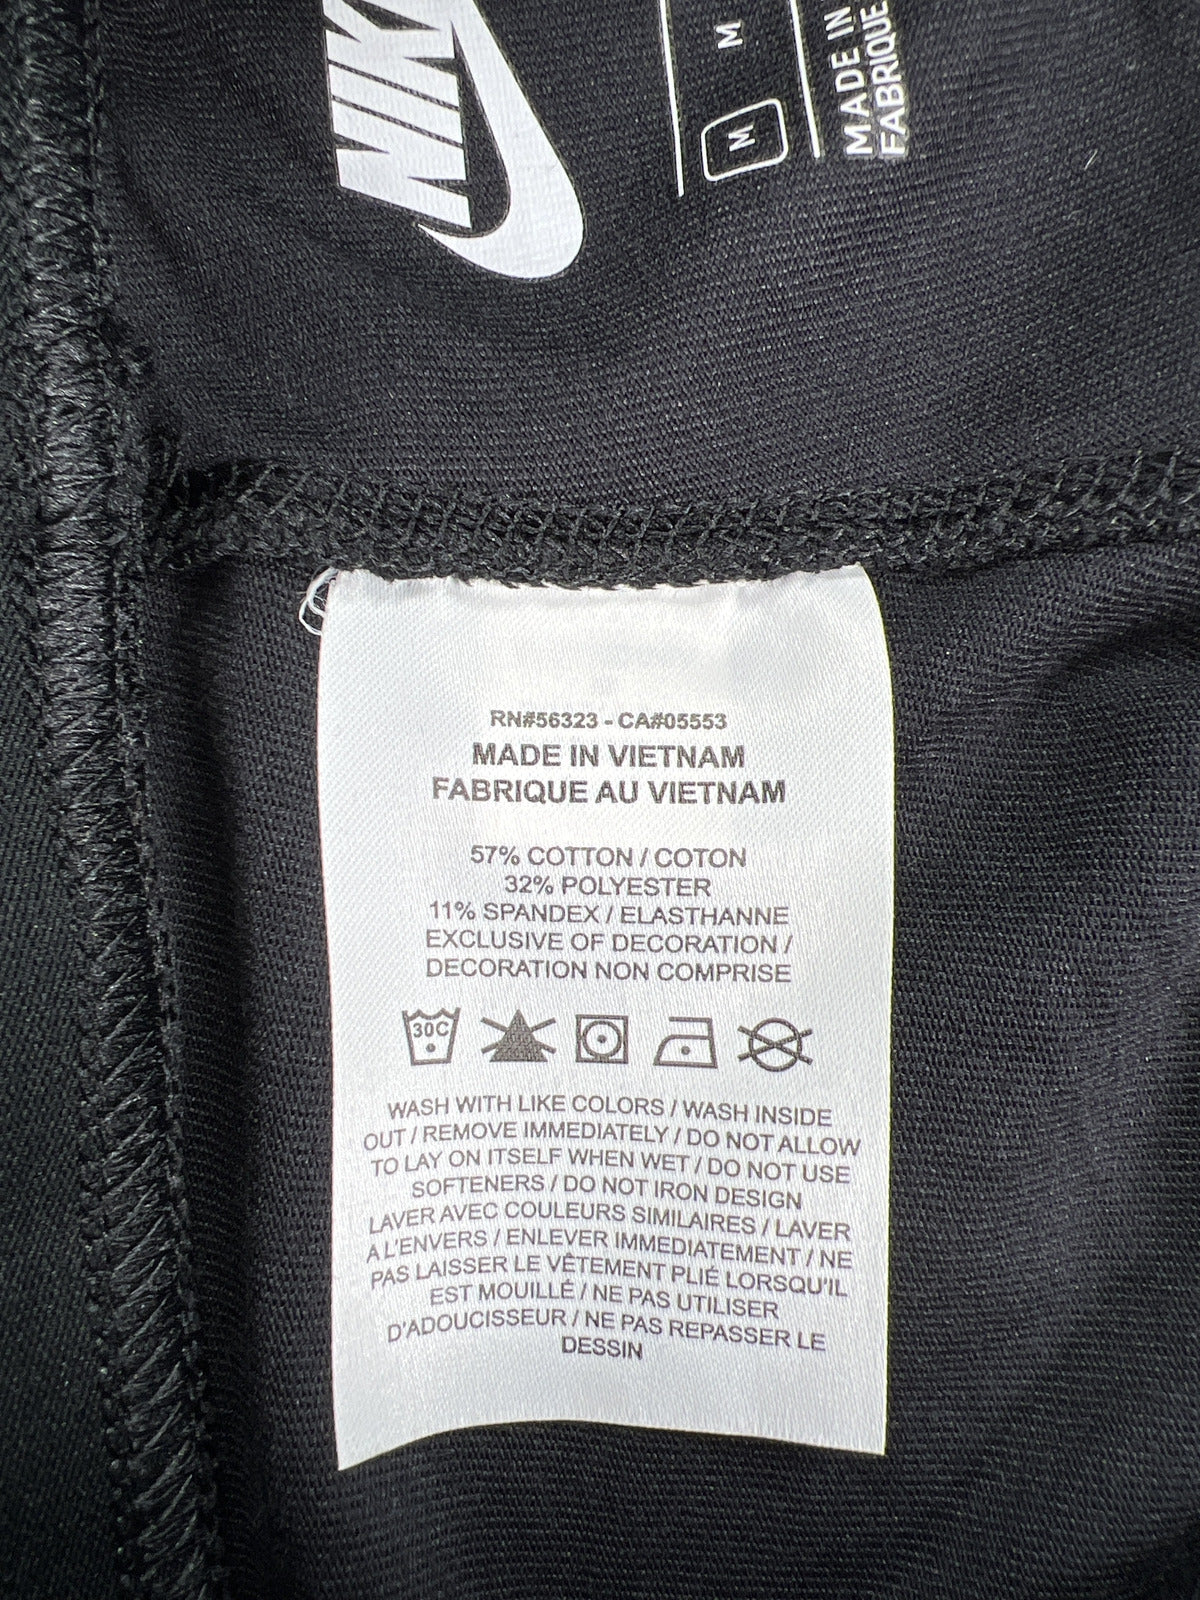 NIK
M
M
MADE IN
FABRIQUE
RN#56323 - CA#05553
MADE IN VIETNAM
FABRIQUE AU VIETNAM
57% COTTON / COTON
32% POLYESTER
11% SPANDEX / ELASTHANNE
EXCLUSIVE OF DECORATION /
DECORATION NON COMPRISE
30C
WASH WITH LIKE COLORS / WASH INSIDE
OUT / REMOVE IMMEDIATELY / DO NOT ALLOW
TO LAY ON ITSELF WHEN WET / DO NOT USE
SOFTENERS / DO NOT IRON DESIGN
LAVER AVEC COULEURS SIMILAIRES / LAVER
A L'ENVERS / ENLEVER IMMEDIATEMENT / NE
PAS LAISSER LE VÊTEMENT PLIÉ LORSQU'IL
EST MOUILLÉ / NE PAS UTILISER
D'ADOUCISSEUR / NE PAS REPASSER LE
DESSIN